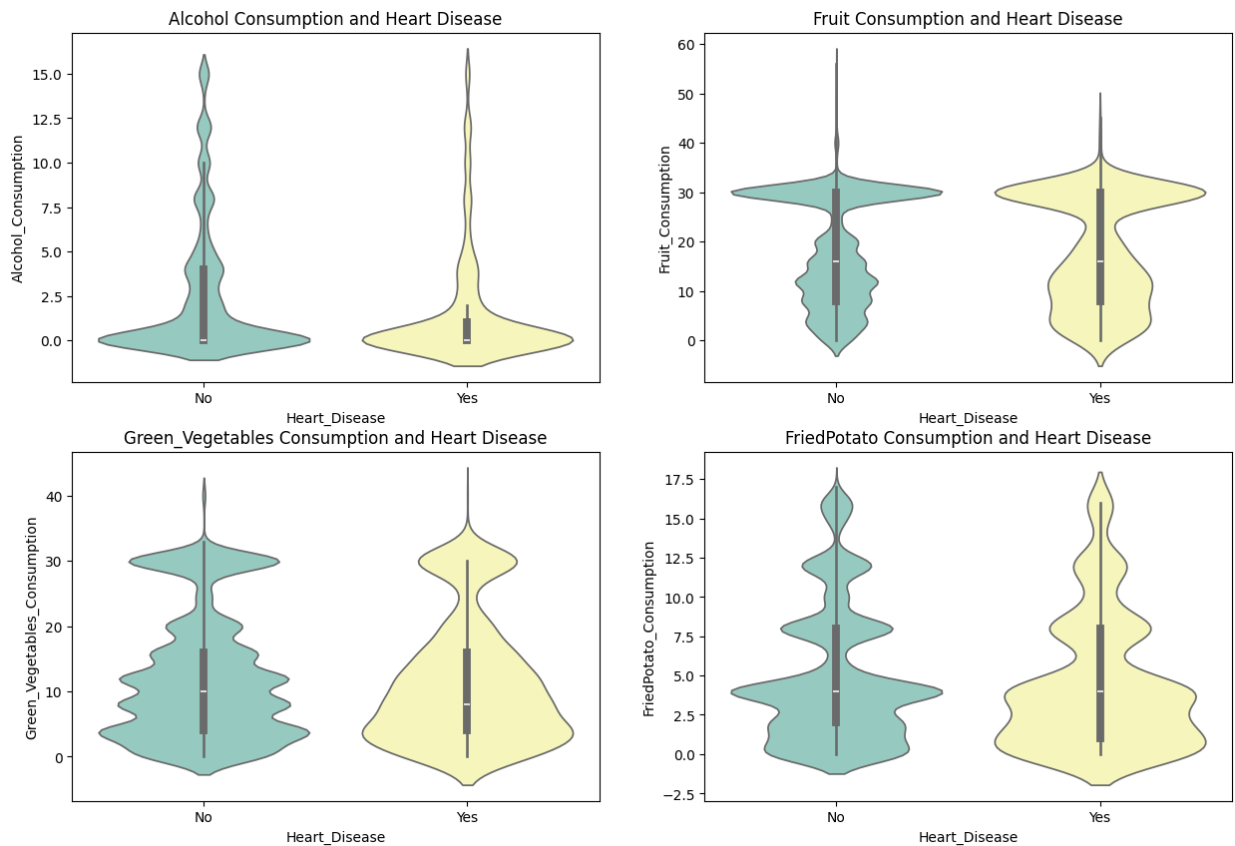 Alcohol Consumption and Heart Disease
Alcohol_Consumption
15.0
12.5
10.0
7.5
5.0
2.5
0.0
No
Yes
Heart_Disease
Fruit Consumption and Heart Disease
Fruit_Consumption
60
50
40
30
20
10
0
No
Yes
Heart_Disease
Green_Vegetables Consumption and Heart Disease
Green_Vegetables_Consumption
40
30
20
10
0
No
Yes
Heart_Disease
FriedPotato Consumption and Heart Disease
FriedPotato_Consumption
17.5
15.0
12.5
10.0
7.5
5.0
2.5
0.0
−2.5
No
Yes
Heart_Disease